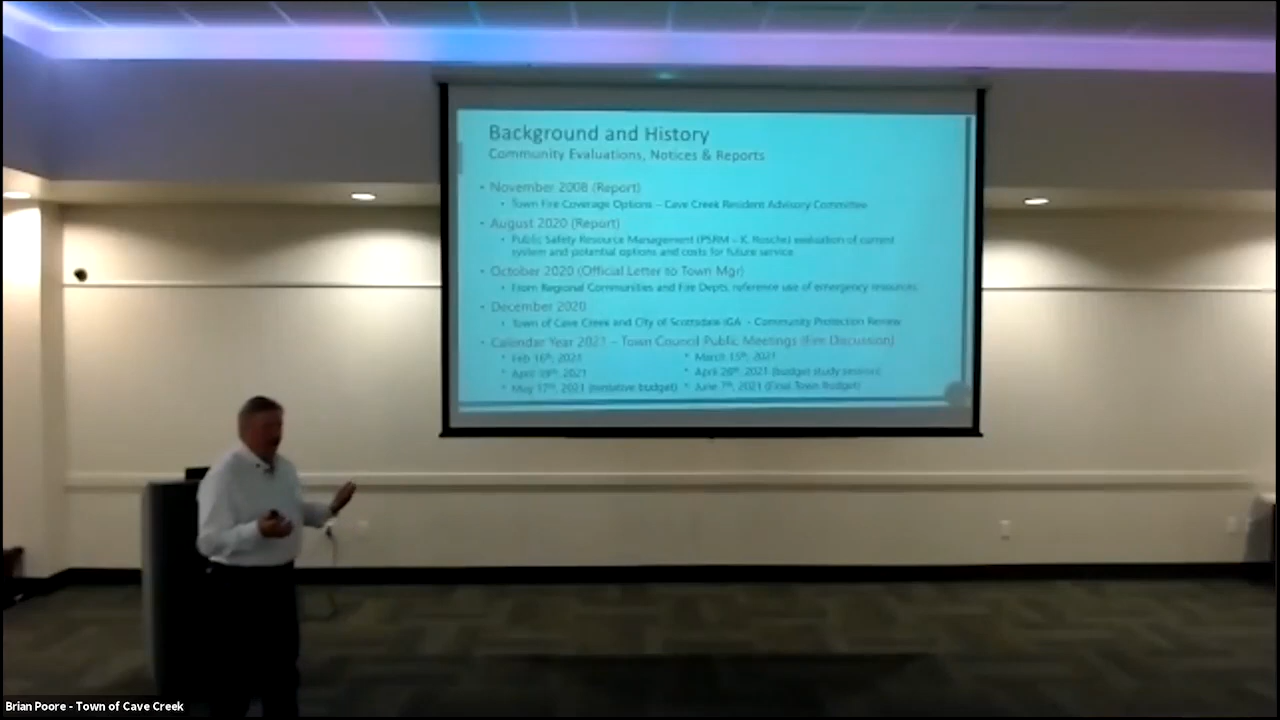 Background and History
Community Evaluations, Notices & Reports
• November 2008 (Report)
• Town Fire Coverage Options – Cave Creek Resident Advisory Committee
• August 2020 (Report)
• Public Safety Resource Management (PSRM – K. Rosche) evaluation of current
system and potential options and costs for future service
• October 2020 (Official Letter to Town Mgr)
• From Regional Communities and Fire Depts, reference use of emergency resources
• December 2020
• Town of Cave Creek and City of Scottsdale IGA – Community Protection Review
• Calendar Year 2021 – Town Council Public Meetings (Fire Discussion)
• Feb 16th, 2021
• March 15th, 2021
• April 19th, 2021
• April 26th, 2021 (budget study session)
• May 17th, 2021 (tentative budget)
• June 7th, 2021 (Final Town Budget)
Brian Poore - Town of Cave Creek